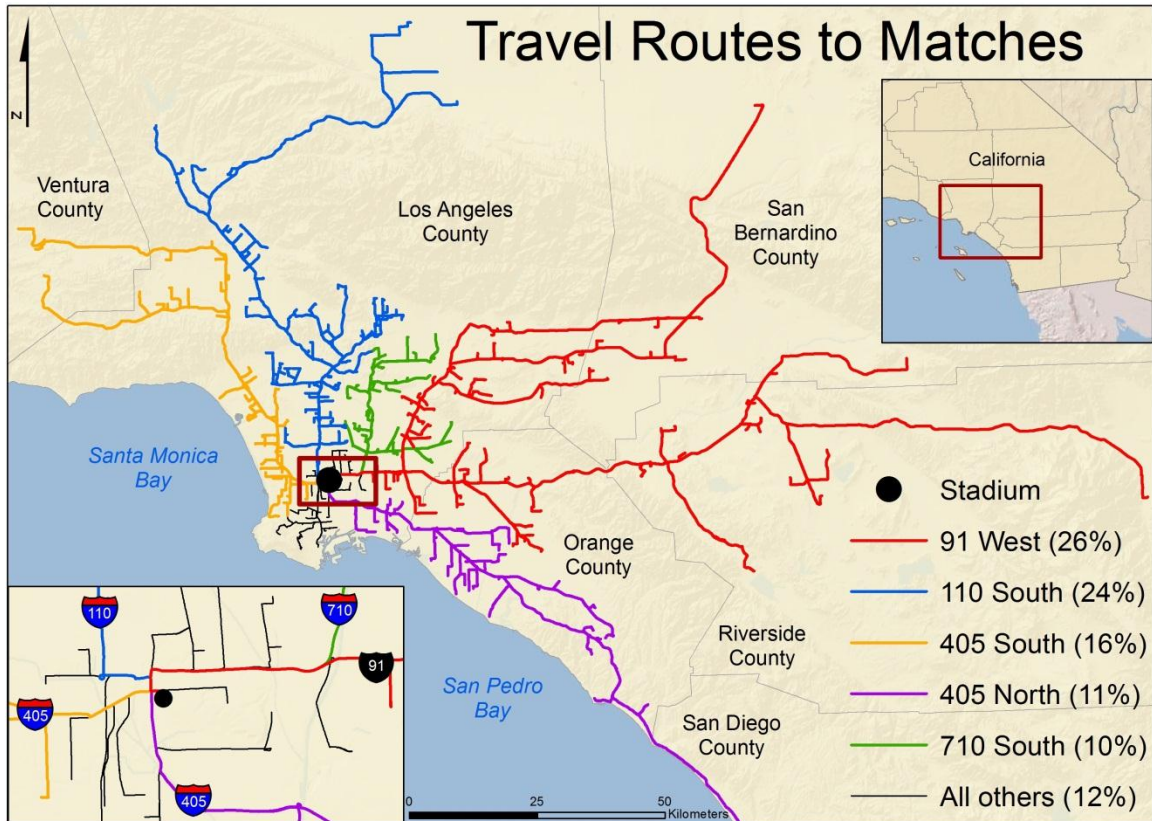 Travel Routes to Matches
N
Ventura
County
Los Angeles
County
San
Bernardino
County
California
Santa Monica
Bay
Orange
County
Riverside
County
San Pedro
Bay
San Diego
County
Stadium
91 West (26%)
110 South (24%)
405 South (16%)
405 North (11%)
710 South (10%)
All others (12%)
110
710
91
405
405
0
25
50
Kilometers